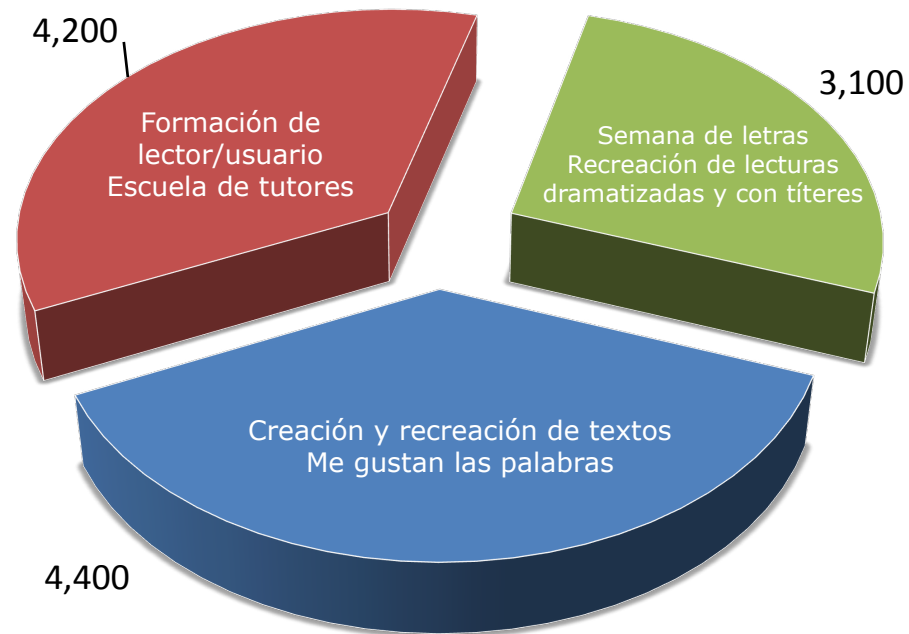 4,200
Formación de
lector/usuario
Escuela de tutores
3,100
Semana de letras
Recreación de lecturas
dramatizadas y con títeres
Creación y recreación de textos
Me gustan las palabras
4,400